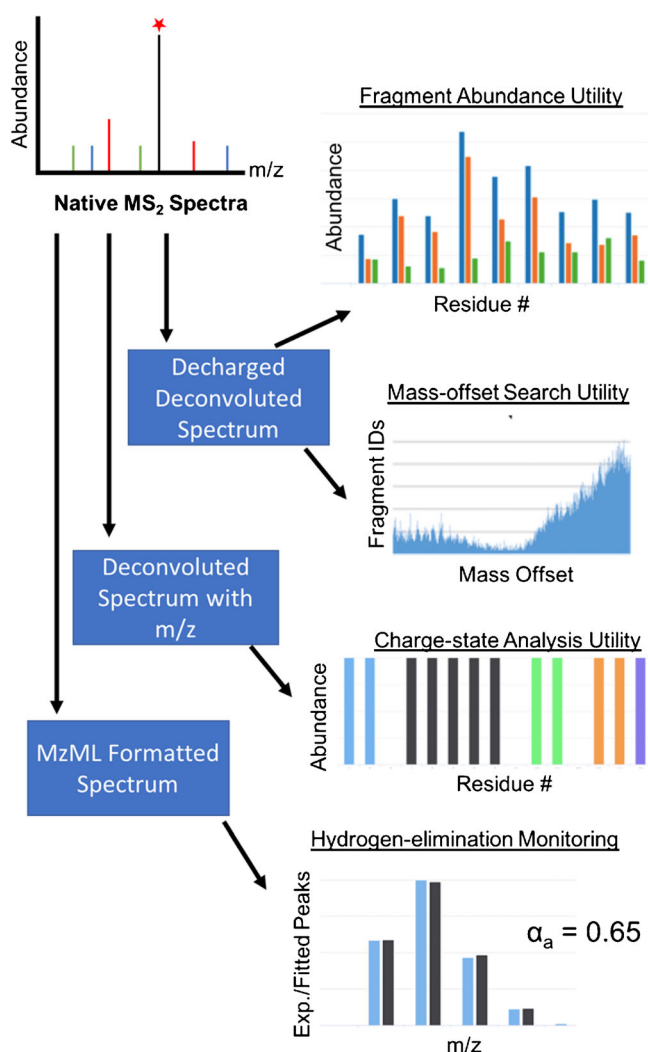 Abundance
m/z
Native MS₂ Spectra
Fragment Abundance Utility
Abundance
Residue #
Decharged
Deconvoluted
Spectrum
Mass-offset Search Utility
Fragment IDs
Mass Offset
Deconvoluted
Spectrum with
m/z
Charge-state Analysis Utility
Abundance
Residue #
MzML Formatted
Spectrum
Hydrogen-elimination Monitoring
Exp./Fitted Peaks
αₐ = 0.65
m/z